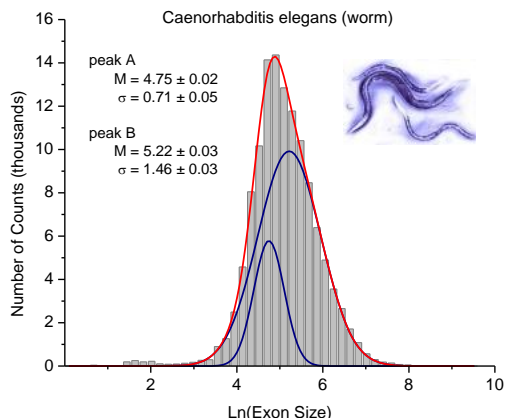 Caenorhabditis elegans (worm)
peak A
M = 4.75 ± 0.02
σ = 0.71 ± 0.05
peak B
M = 5.22 ± 0.03
σ = 1.46 ± 0.03
Number of Counts (thousands)
16
14
12
10
8
6
4
2
0
2
4
6
8
10
Ln(Exon Size)